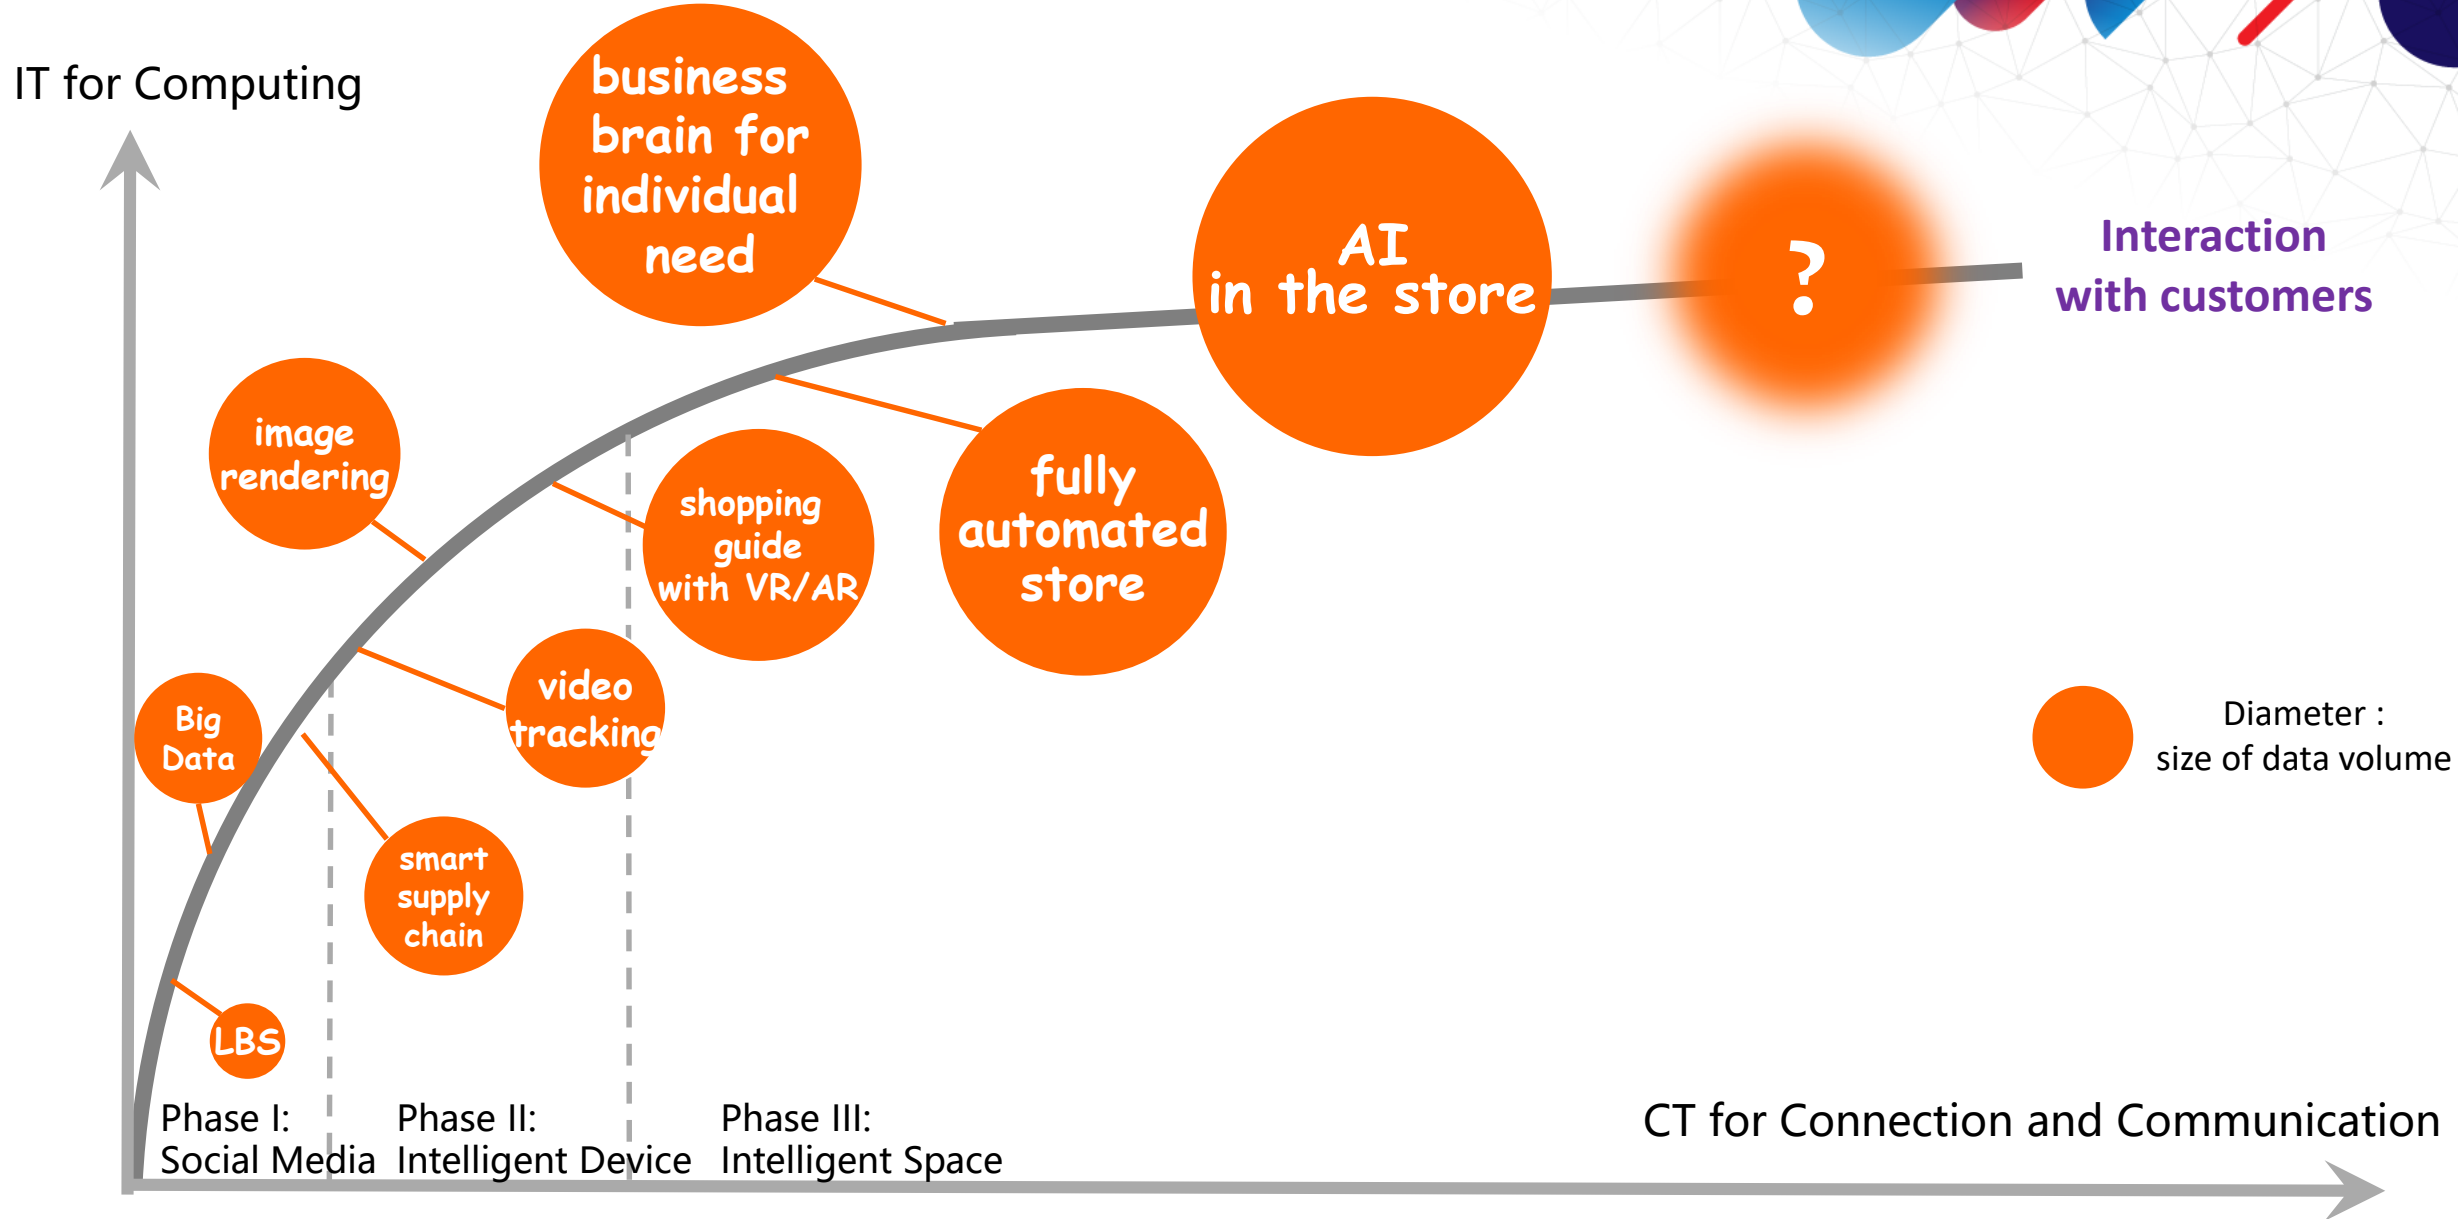 IT for Computing
business
brain for
individual
need
AI
in the store
?
Interaction
with customers
image
rendering
shopping
guide
with VR/AR
fully
automated
store
video
tracking
Big
Data
smart
supply
chain
LBS
Diameter :
size of data volume
Phase I:
Social Media
Phase II:
Intelligent Device
Phase III:
Intelligent Space
CT for Connection and Communication